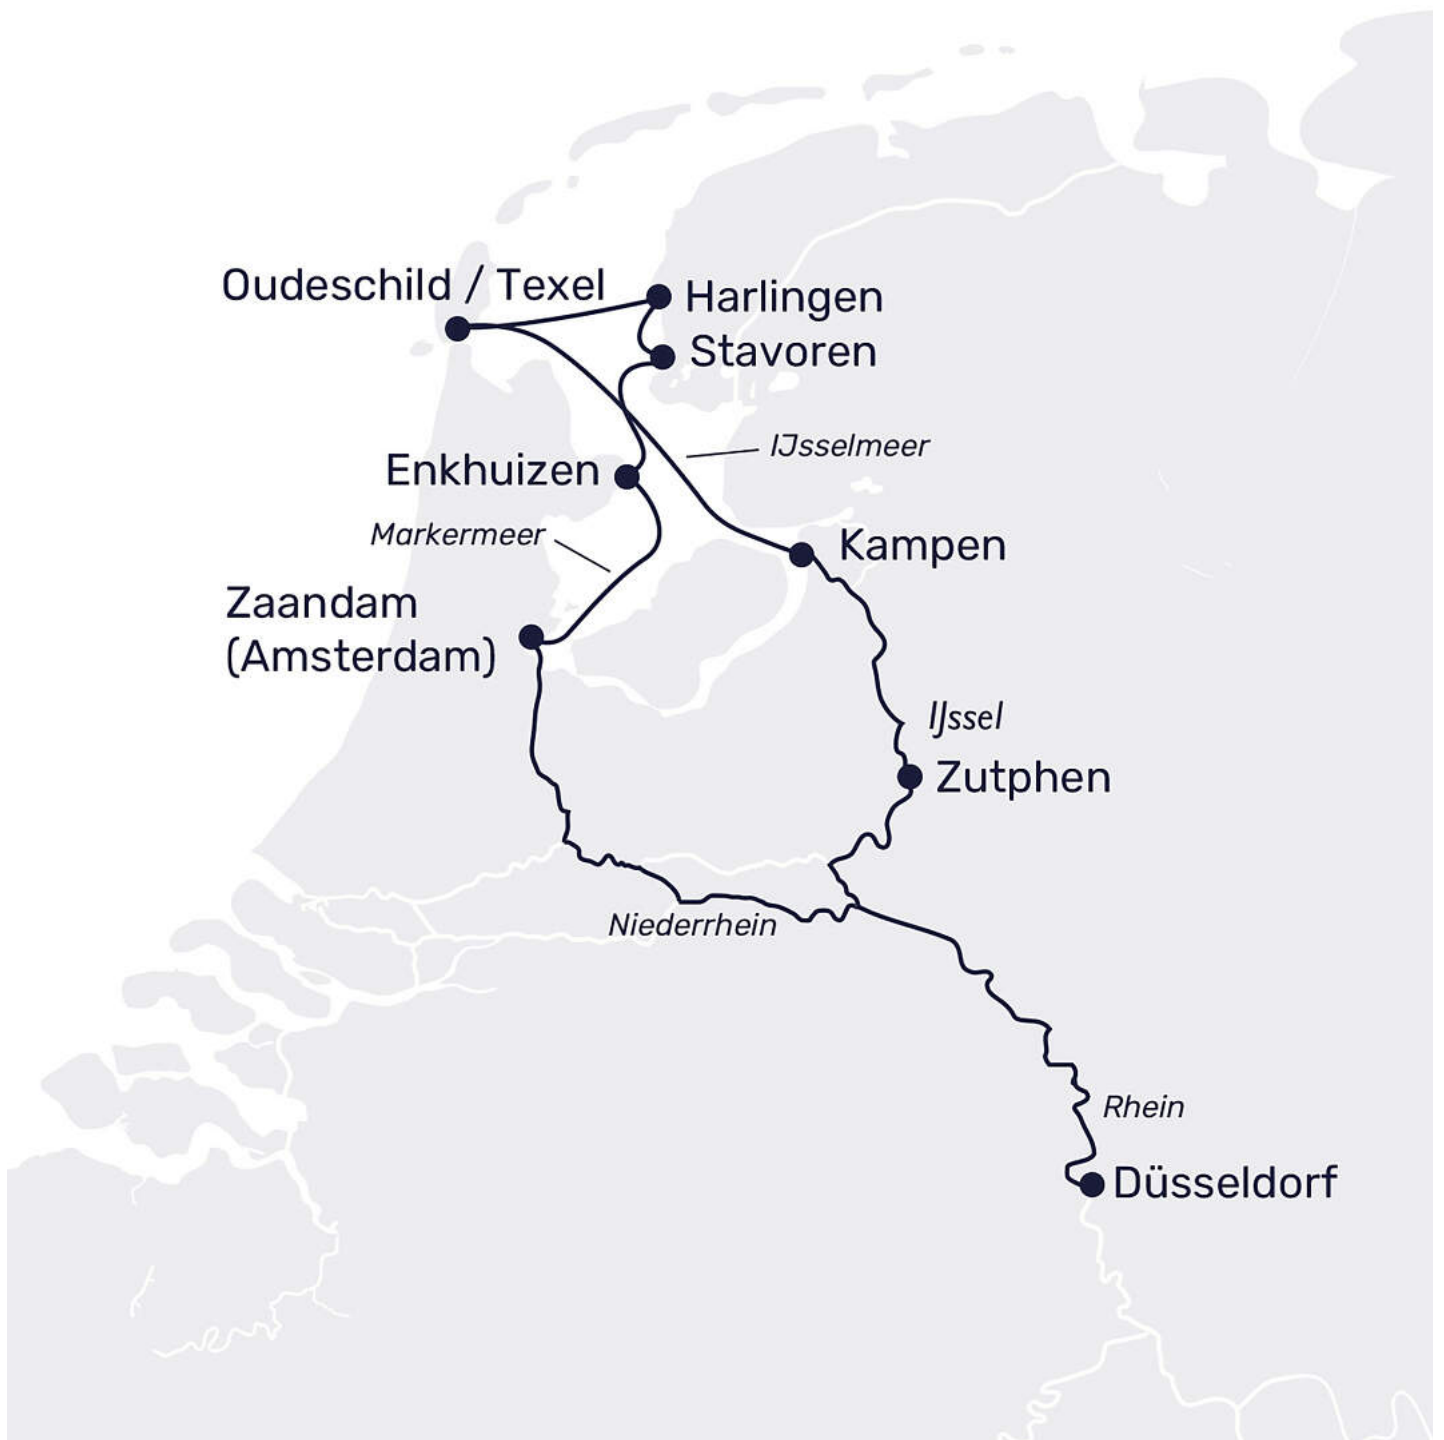 Oudeschild / Texel
Harlingen
Stavoren
IJsselmeer
Enkhuizen
Markermeer
Kampen
Zaandam
(Amsterdam)
IJssel
Zutphen
Niederrhein
Rhein
Düsseldorf